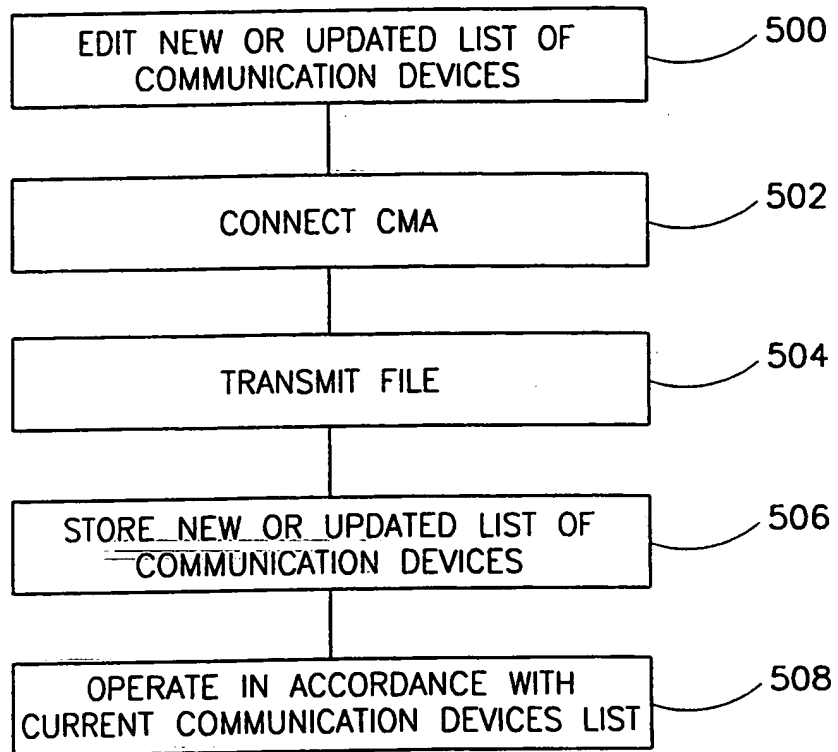 EDIT NEW OR UPDATED LIST OF
COMMUNICATION DEVICES
500
CONNECT CMA
502
TRANSMIT FILE
504
STORE NEW OR UPDATED LIST OF
COMMUNICATION DEVICES
506
OPERATE IN ACCORDANCE WITH
CURRENT COMMUNICATION DEVICES LIST
508